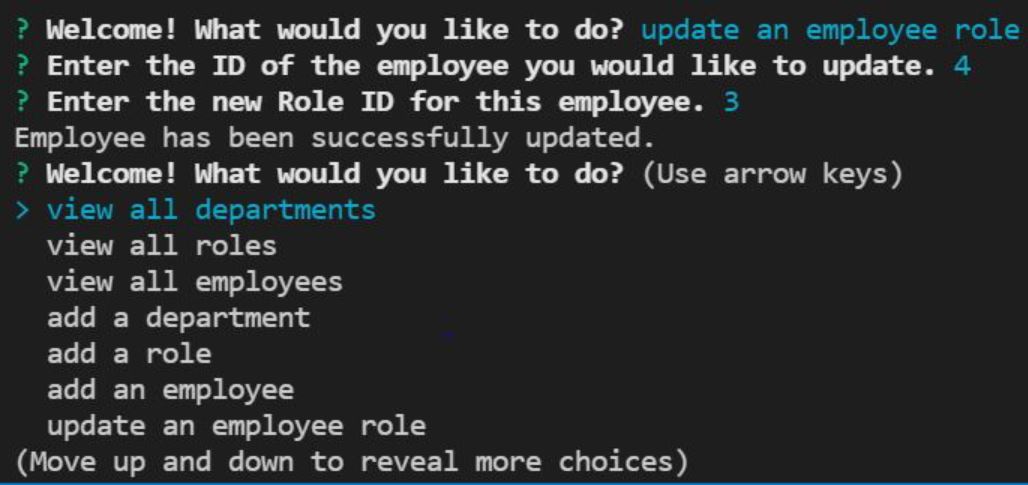 ? Welcome! What would you like to do? update an employee role
? Enter the ID of the employee you would like to update. 4
? Enter the new Role ID for this employee. 3
Employee has been successfully updated.
? Welcome! What would you like to do? (Use arrow keys)
> view all departments
view all roles
view all employees
add a department
add a role
add an employee
update an employee role
(Move up and down to reveal more choices)